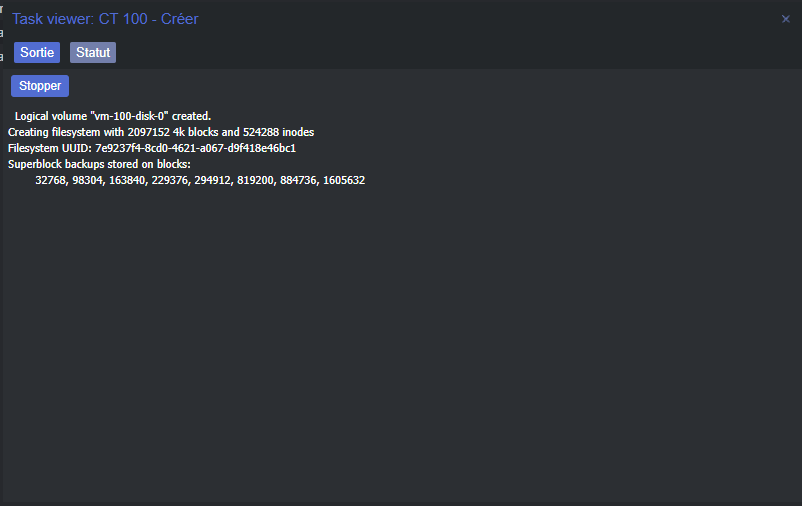 Task viewer: CT 100 - Créer
Sortie Statut
Stopper
Logical volume "vm-100-disk-0" created.
Creating filesystem with 2097152 4k blocks and 524288 inodes
Filesystem UUID: 7e9237f4-8cd0-4621-a067-d9f418e46bc1
Superblock backups stored on blocks:
32768, 98304, 163840, 229376, 294912, 819200, 884736, 1605632